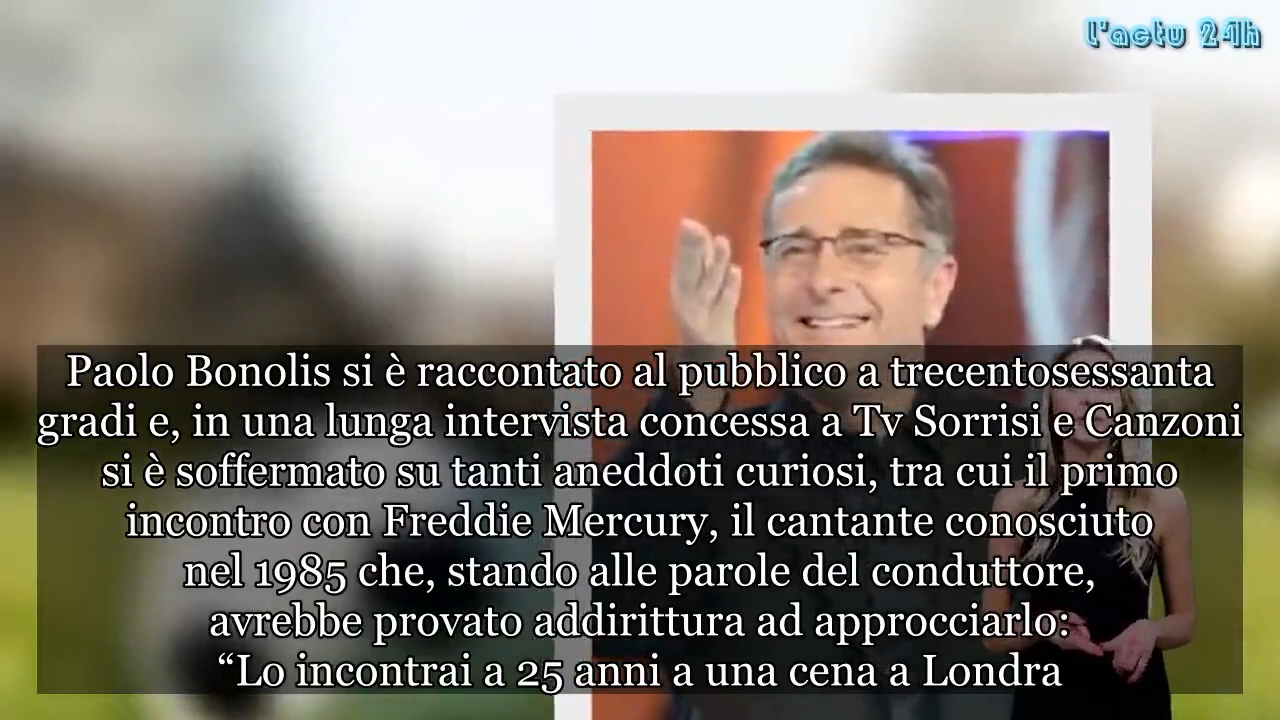 l'actu 24h
Paolo Bonolis si è raccontato al pubblico a trecentosessanta
gradi e, in una lunga intervista concessa a Tv Sorrisi e Canzoni
si è soffermato su tanti aneddoti curiosi, tra cui il primo
incontro con Freddie Mercury, il cantante conosciuto
nel 1985 che, stando alle parole del conduttore,
avrebbe provato addirittura ad approcciarlo:
“Lo incontrai a 25 anni a una cena a Londra